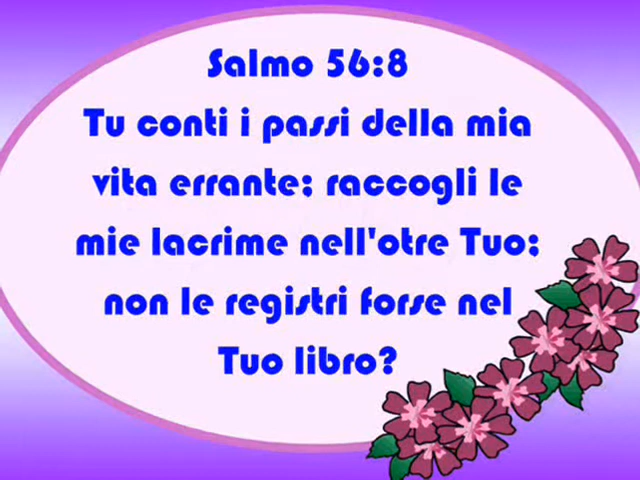 Salmo 56:8
Tu conti i passi della mia
vita errante; raccogli le
mie lacrime nell'otre Tuo;
non le registri forse nel
Tuo libro?